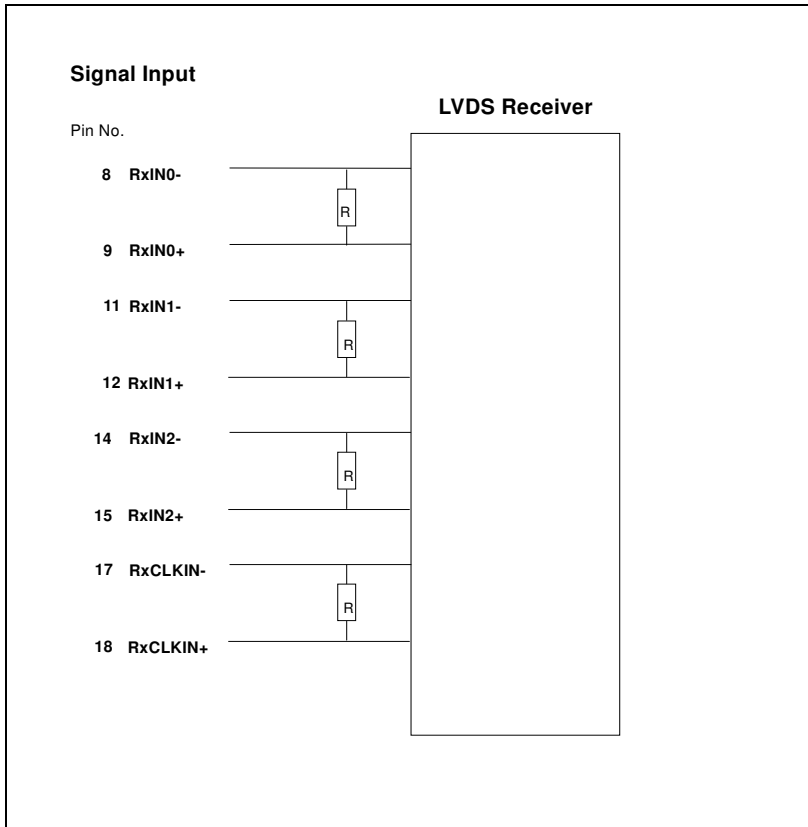 Signal Input
LVDS Receiver
Pin No.
8 RxIN0-
R
9 RxIN0+
11 RxIN1-
R
12 RxIN1+
14 RxIN2-
R
15 RxIN2+
17 RxCLKIN-
R
18 RxCLKIN+